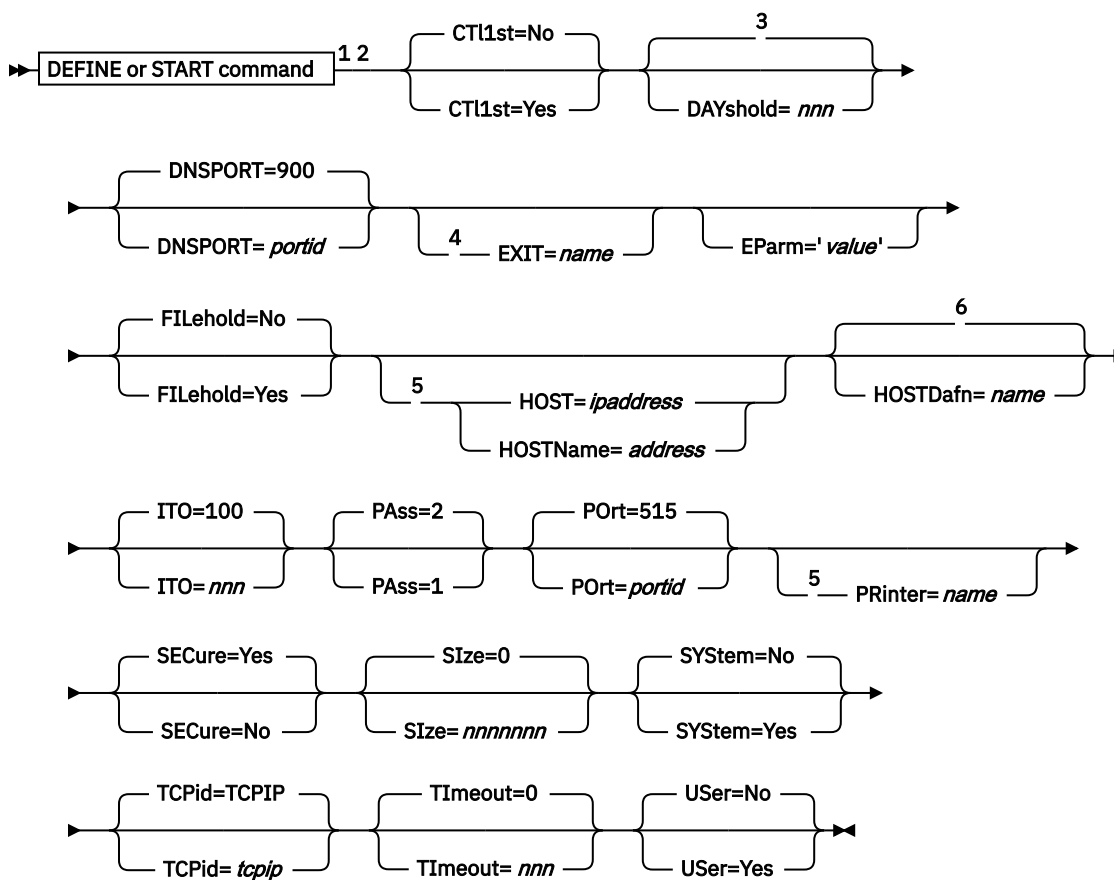 CTl1st=No
3
DEFINE or START command
1 2
CTl1st=Yes
DAYshold= nnn
DNSPORT=900
DNSPORT= portid
4
EXIT= name
EParm=' value'
FILehold=No
6
FILehold=Yes
5
HOST= ipaddress
HOSTDafn= name
HOSTName= address
ITO=100
PAss=2
POrt=515
ITO= nnn
PAss=1
POrt= portid
5
PRinter= name
SECure=Yes
SIze=0
SYStem=No
SECure=No
SIze= nnnnnnn
SYStem=Yes
TCPid=TCPIP
TImeout=0
USer=No
TCPid= tcpip
TImeout= nnn
USer=Yes